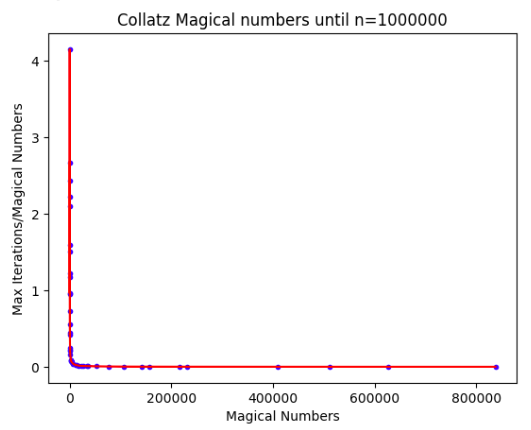 Collatz Magical numbers until n=1000000
Max Iterations/Magical Numbers
4
3
2
1
0
0 200000 400000 600000 800000
Magical Numbers